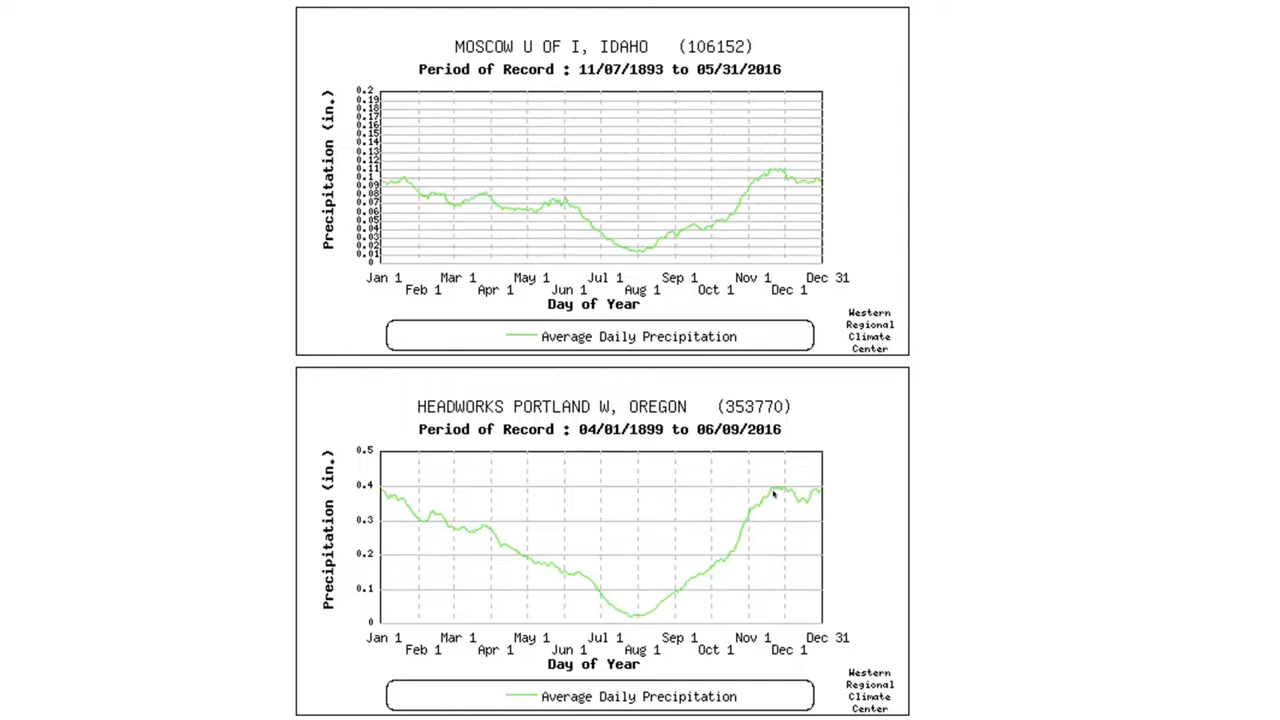 MOSCOW U OF I, IDAHO (106152)
Period of Record : 11/07/1893 to 05/31/2016
Precipitation (in.)
0.2
0.19
0.18
0.17
0.16
0.15
0.14
0.13
0.12
0.11
0.1
0.09
0.08
0.07
0.06
0.05
0.04
0.03
0.02
0.01
0
Jan 1 Mar 1 May 1 Jul 1 Sep 1 Nov 1 Dec 31
Feb 1 Apr 1 Jun 1 Aug 1 Oct 1 Dec 1
Day of Year
Average Daily Precipitation
Western
Regional
Climate
Center
HEADWORKS PORTLAND W, OREGON (353770)
Period of Record : 04/01/1899 to 06/09/2016
Precipitation (in.)
0.5
0.4
0.3
0.2
0.1
0
Jan 1 Mar 1 May 1 Jul 1 Sep 1 Nov 1 Dec 31
Feb 1 Apr 1 Jun 1 Aug 1 Oct 1 Dec 1
Day of Year
Average Daily Precipitation
Western
Regional
Climate
Center